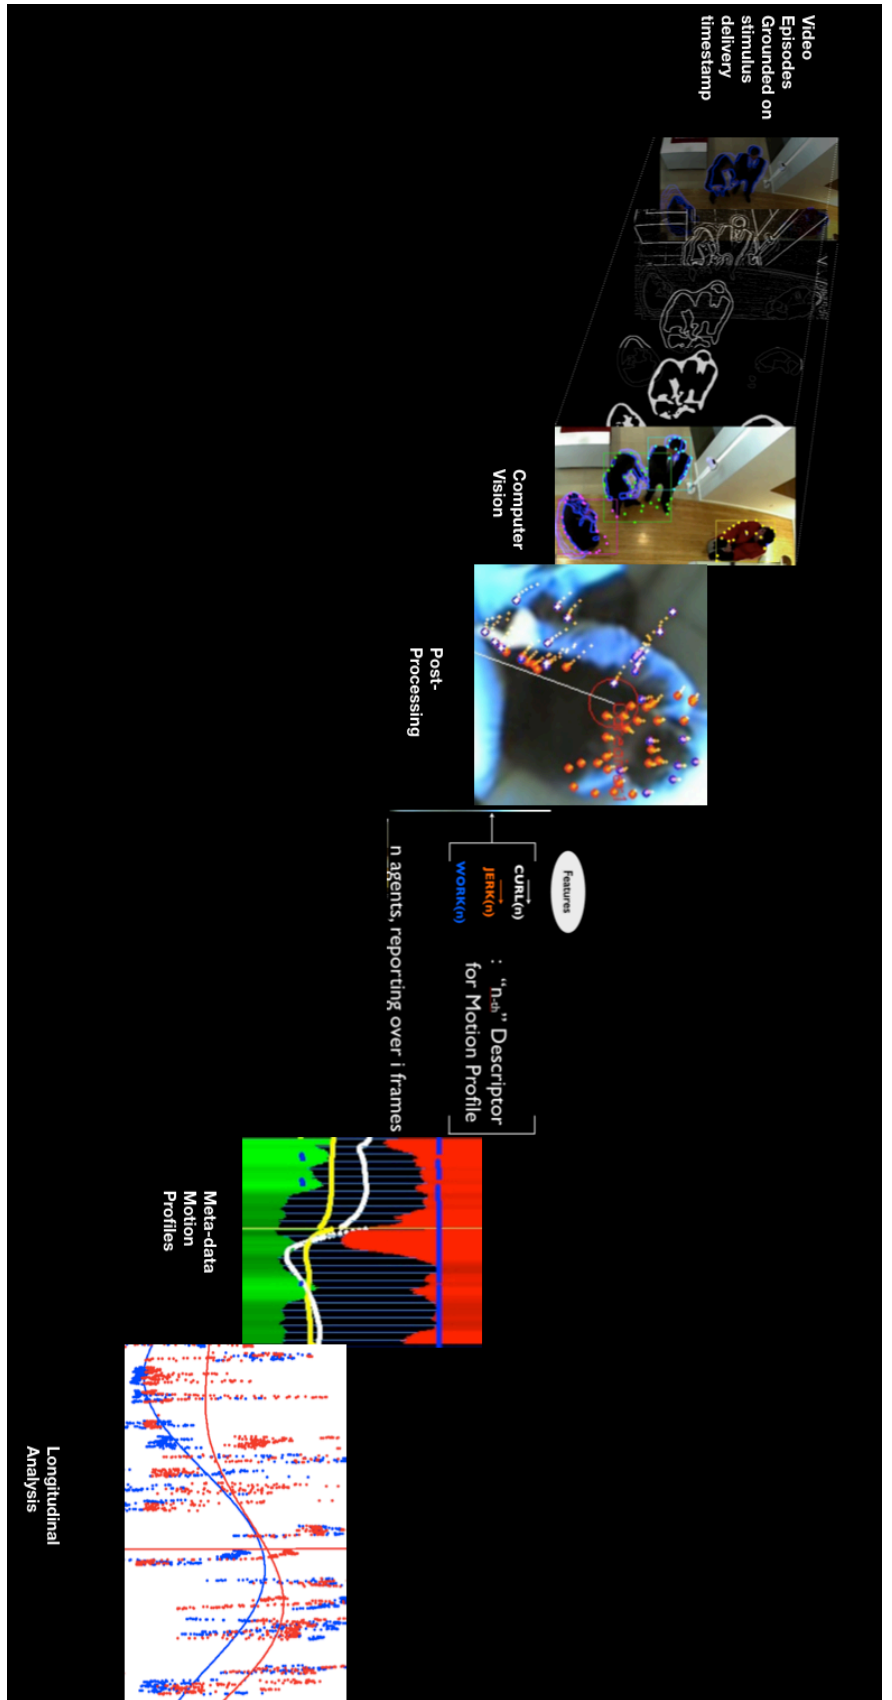 Video
Episodes
Grounded on
stimulus
delivery
timestamp
Computer
Vision
Post-
Processing
Features
CURL(n)
JERK(n)
WORK(n)
: “n-th” Descriptor
for Motion Profile
n agents, reporting over i frames
Meta-data
Motion
Profiles
Longitudinal
Analysis